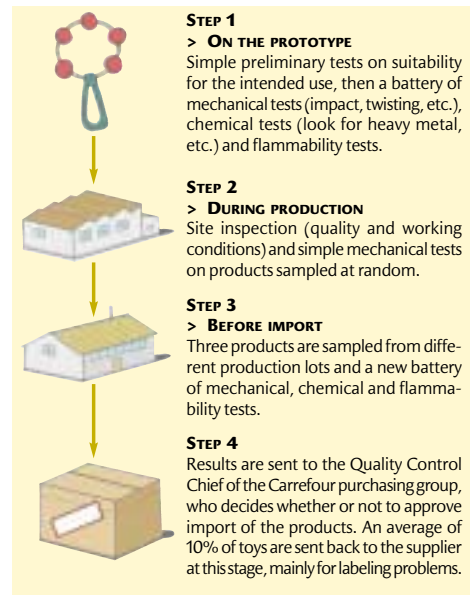 STEP 1
> ON THE PROTOTYPE
Simple preliminary tests on suitability
for the intended use, then a battery of
mechanical tests (impact, twisting, etc.),
chemical tests (look for heavy metal,
etc.) and flammability tests.
STEP 2
> DURING PRODUCTION
Site inspection (quality and working
conditions) and simple mechanical tests
on products sampled at random.
STEP 3
> BEFORE IMPORT
Three products are sampled from diffe-
rent production lots and a new battery
of mechanical, chemical and flamma-
bility tests.
STEP 4
Results are sent to the Quality Control
Chief of the Carrefour purchasing group,
who decides whether or not to approve
import of the products. An average of
10% of toys are sent back to the supplier
at this stage, mainly for labeling problems.